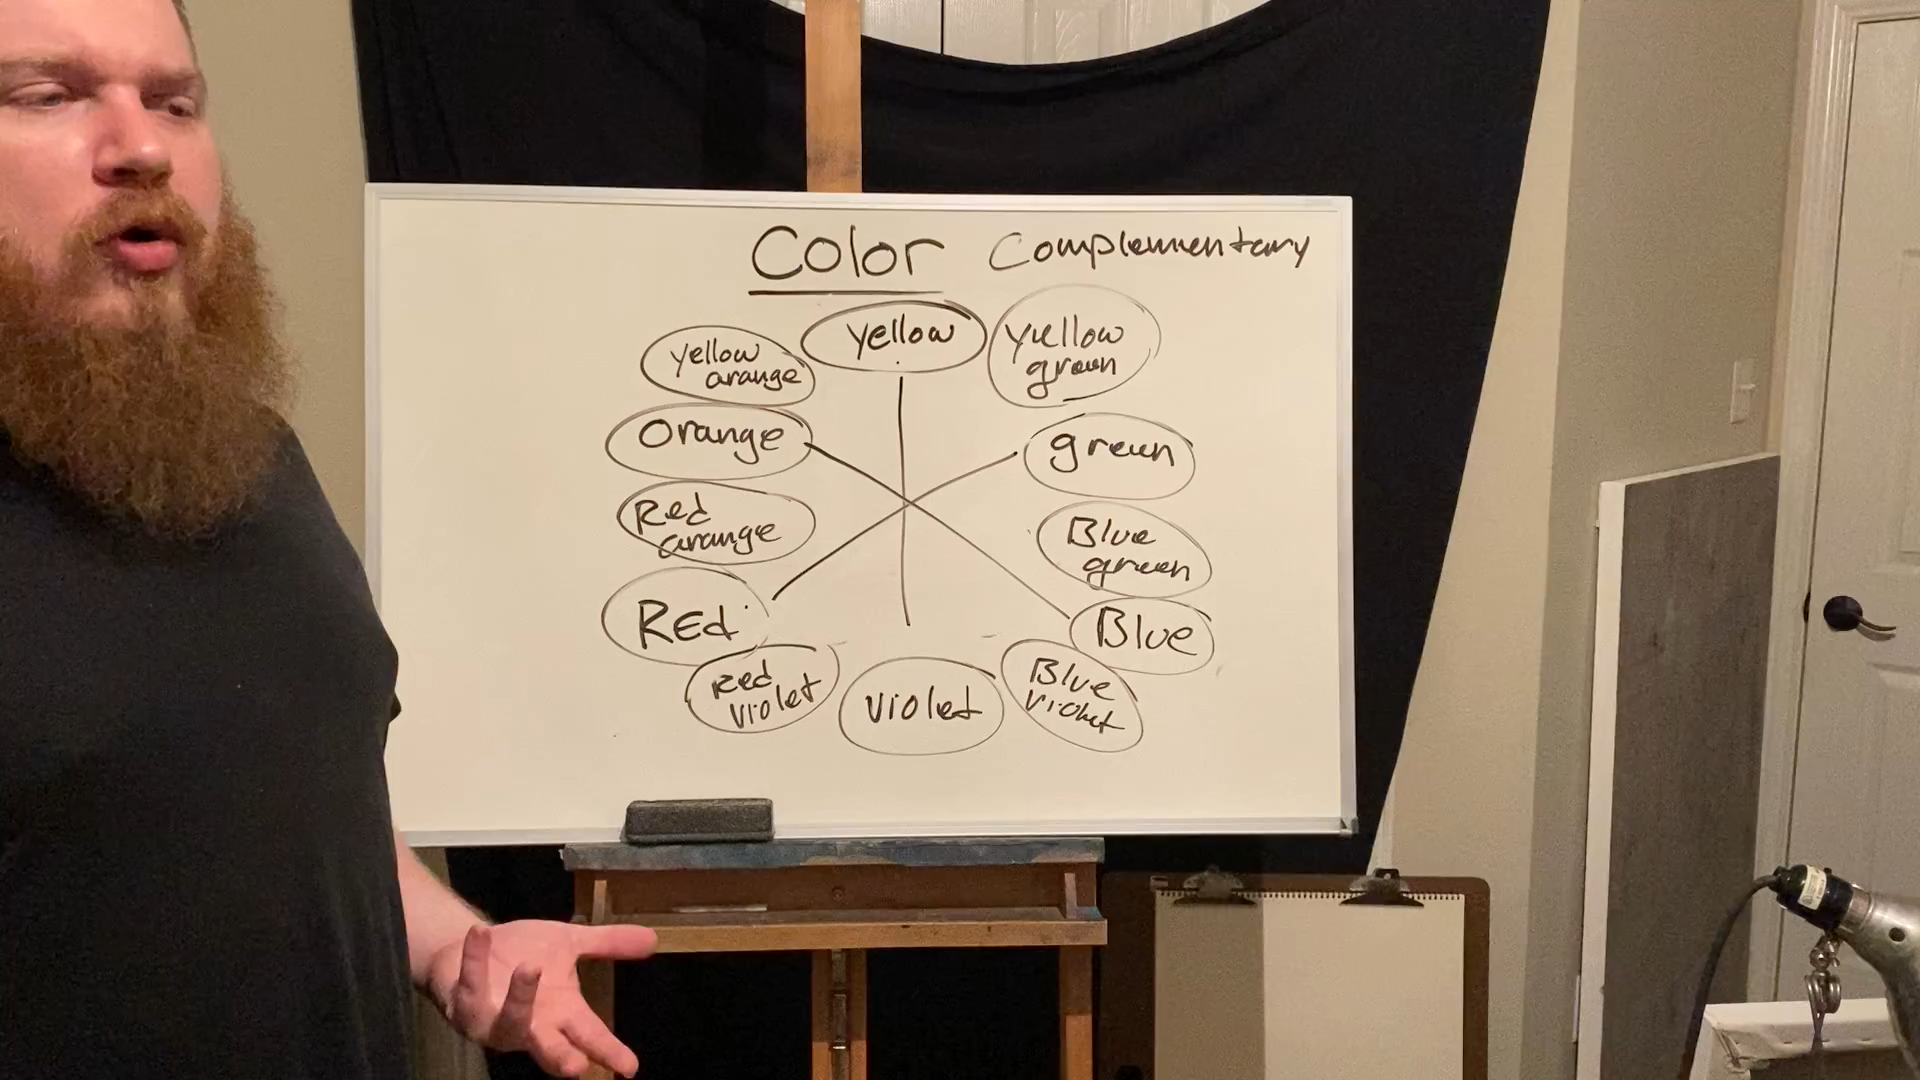 Color Complementary
yellow
yellow
orange
yellow
green
orange
green
Red
orange
Blue
green
Red
Blue
Red
violet
violet
Blue
violet